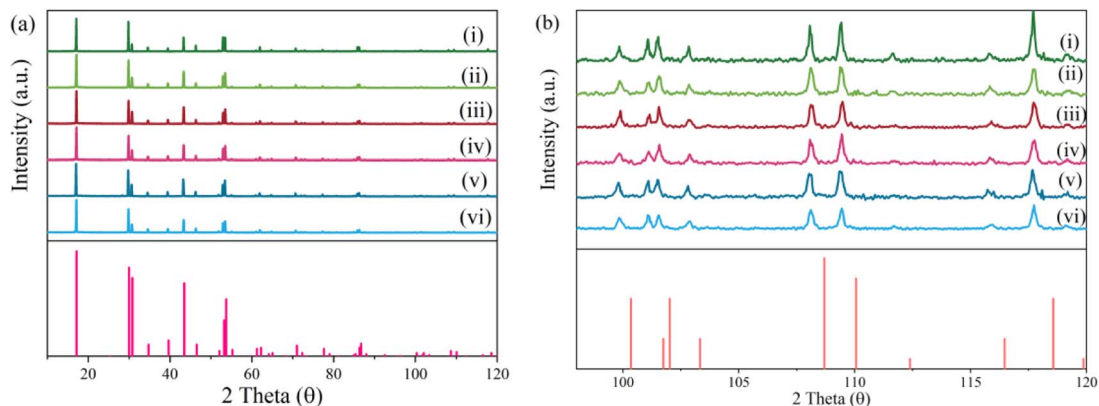 (a)
Intensity (a.u.)
(i)
(ii)
(iii)
(iv)
(v)
(vi)
20 40 60 80 100 120
2 Theta (θ)
(b)
Intensity (a.u.)
(i)
(ii)
(iii)
(iv)
(v)
(vi)
100 105 110 115 120
2 Theta (θ)